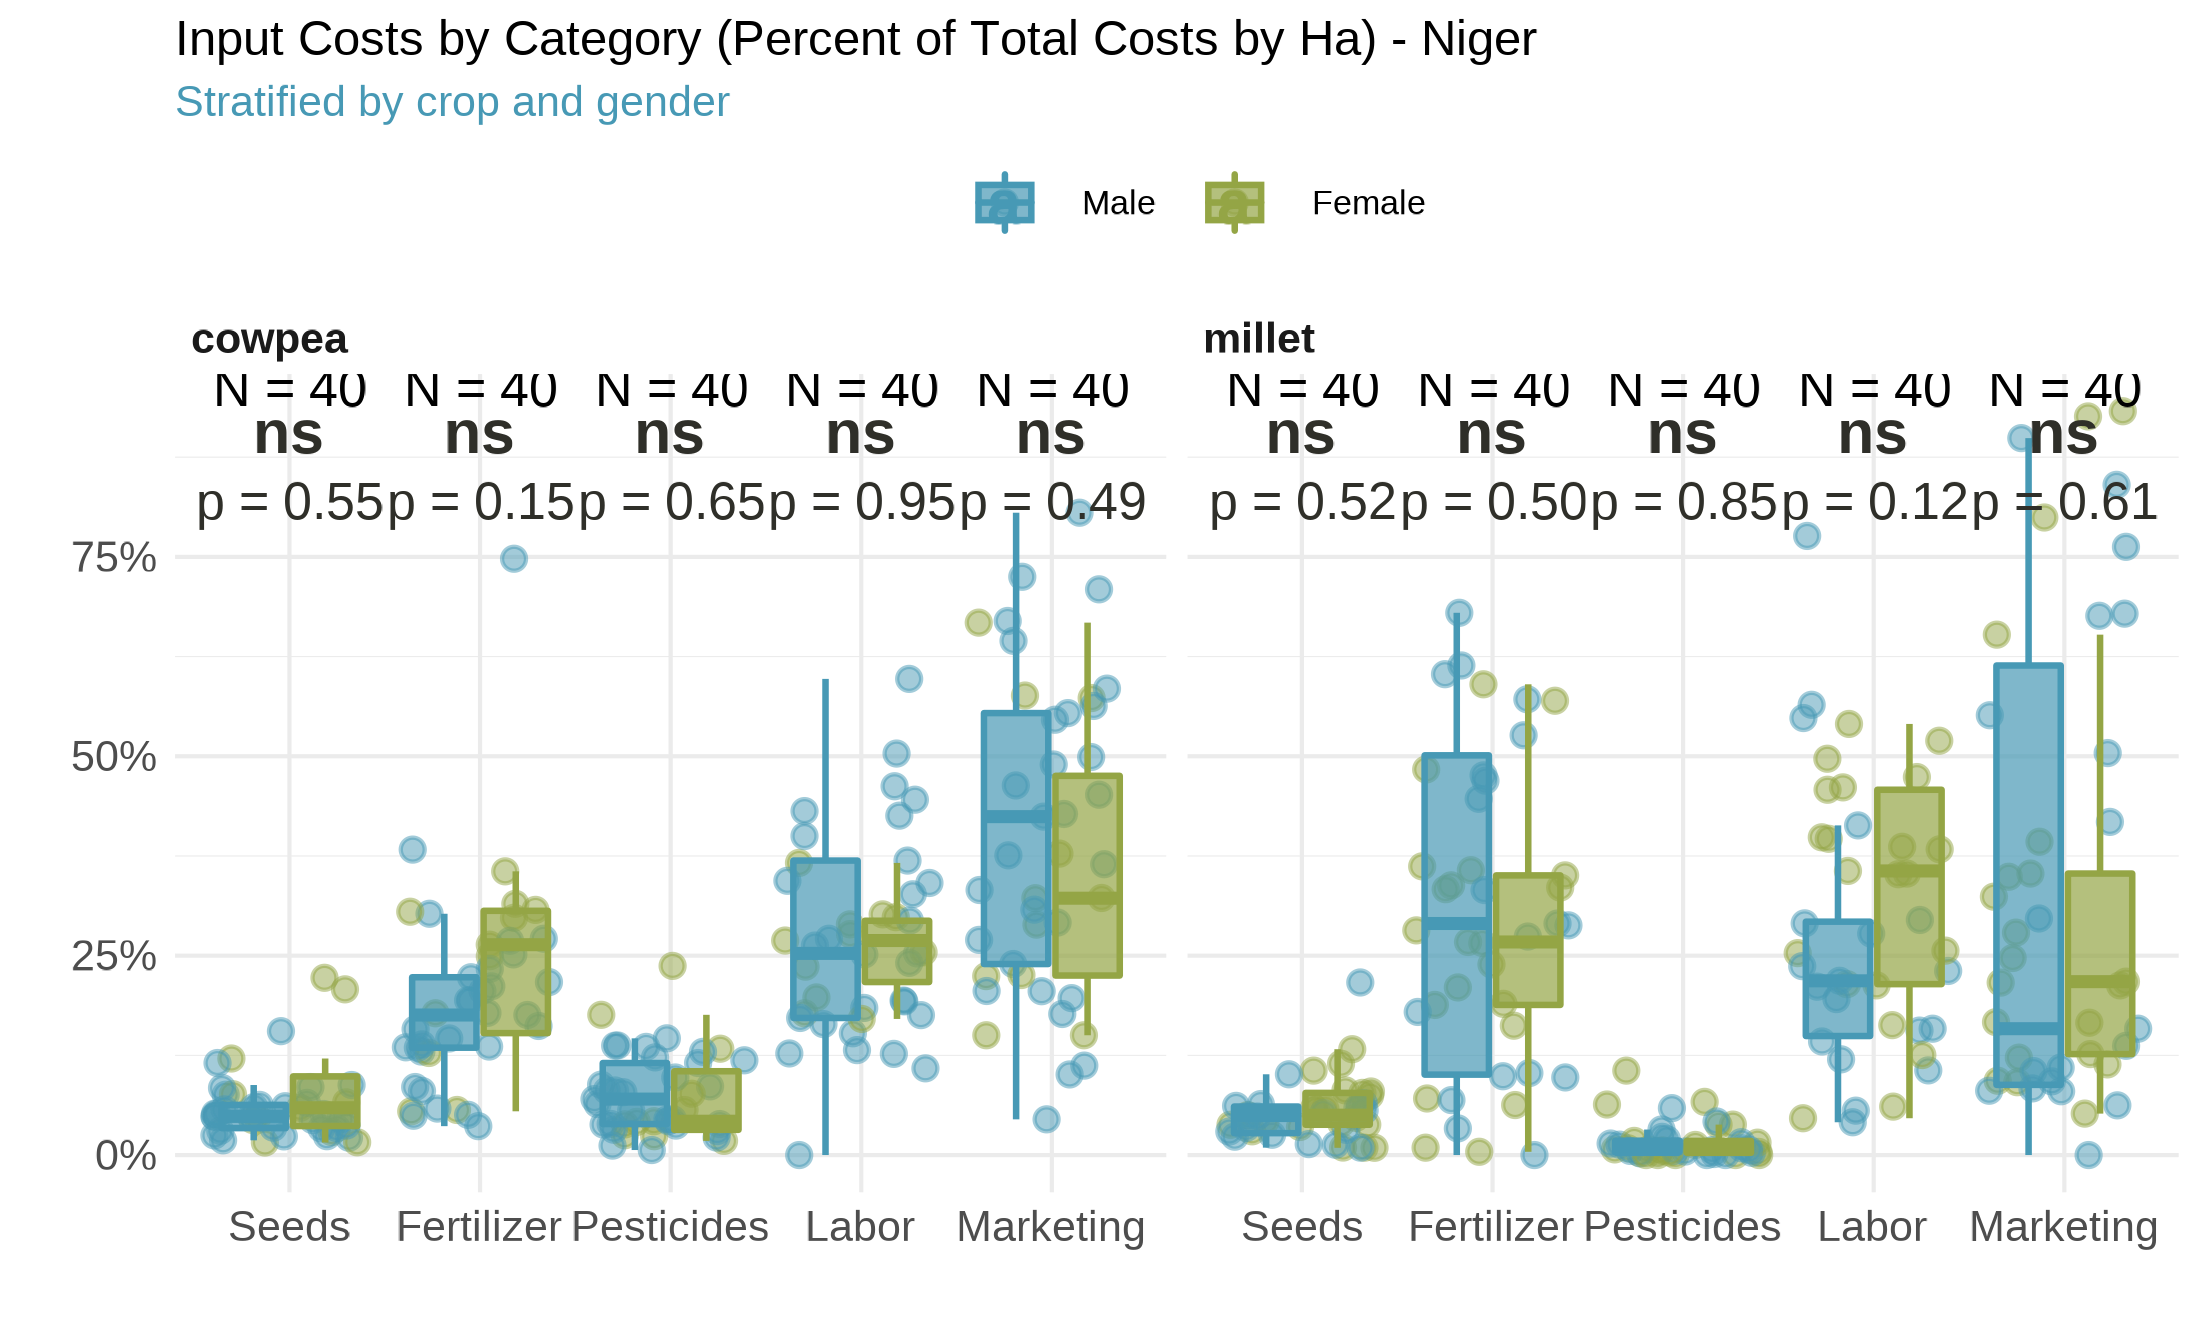 Input Costs by Category (Percent of Total Costs by Ha) - Niger
Stratified by crop and gender
a Male a Female
cowpea millet
N = 40 N = 40 N = 40 N = 40 N = 40 N = 40 N = 40 N = 40 N = 40 N = 40
ns ns ns ns ns ns ns ns ns ns
p = 0.55 p = 0.15 p = 0.65 p = 0.95 p = 0.49 p = 0.52 p = 0.50 p = 0.85 p = 0.12 p = 0.61
75%
50%
25%
0%
Seeds Fertilizer Pesticides Labor Marketing Seeds Fertilizer Pesticides Labor Marketing